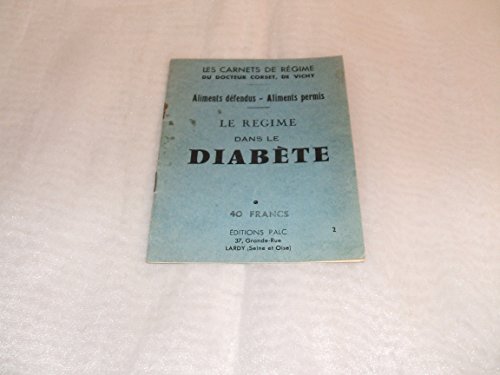 LES CARNETS DE RÉGIME
DU DOCTEUR CORSET, DE VICHY
Aliments défendus - Aliments permis
LE REGIME
DANS LE
DIABÈTE
40 FRANCS
ÉDITIONS PALC
37, Grande-Rue
LARDY (Seine et Oise)
2